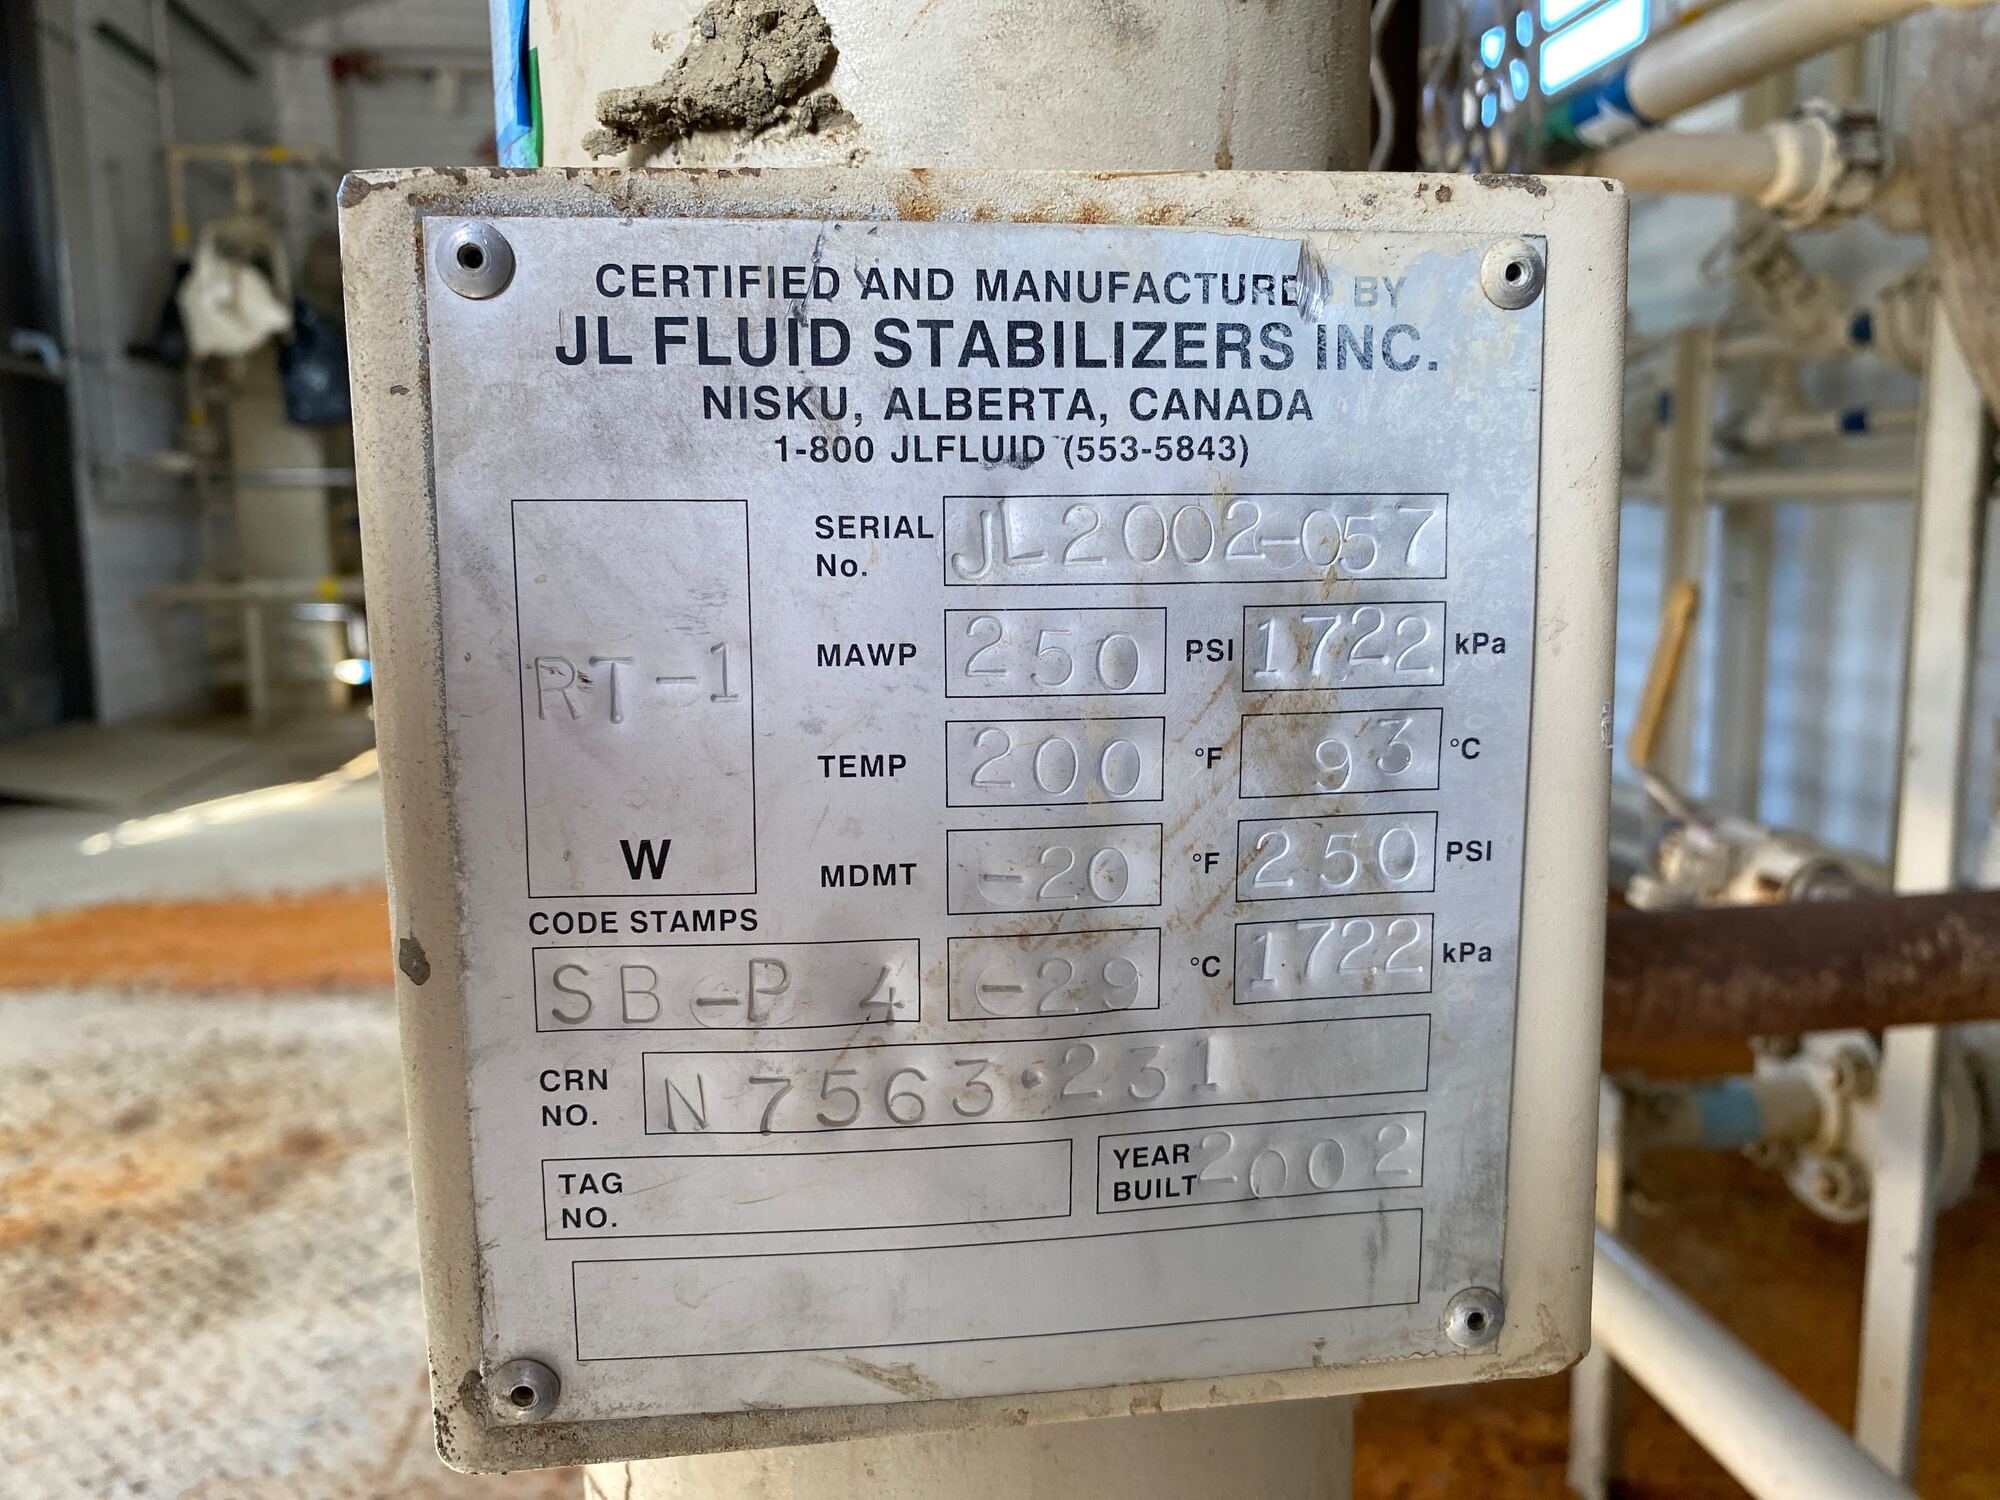 CERTIFIED AND MANUFACTURED BY
JL FLUID STABILIZERS INC.
NISKU, ALBERTA, CANADA
1-800 JLFLUID (553-5843)
RT-1
W
CODE STAMPS
SERIAL No. JL2002-057
MAWP 250 PSI 1722 kPa
TEMP 200 °F 93 °C
MDMT -20 °F 250 PSI
SB-P 4 -29 °C 1722 kPa
CRN NO. N7563·231
TAG NO.
YEAR BUILT 2002